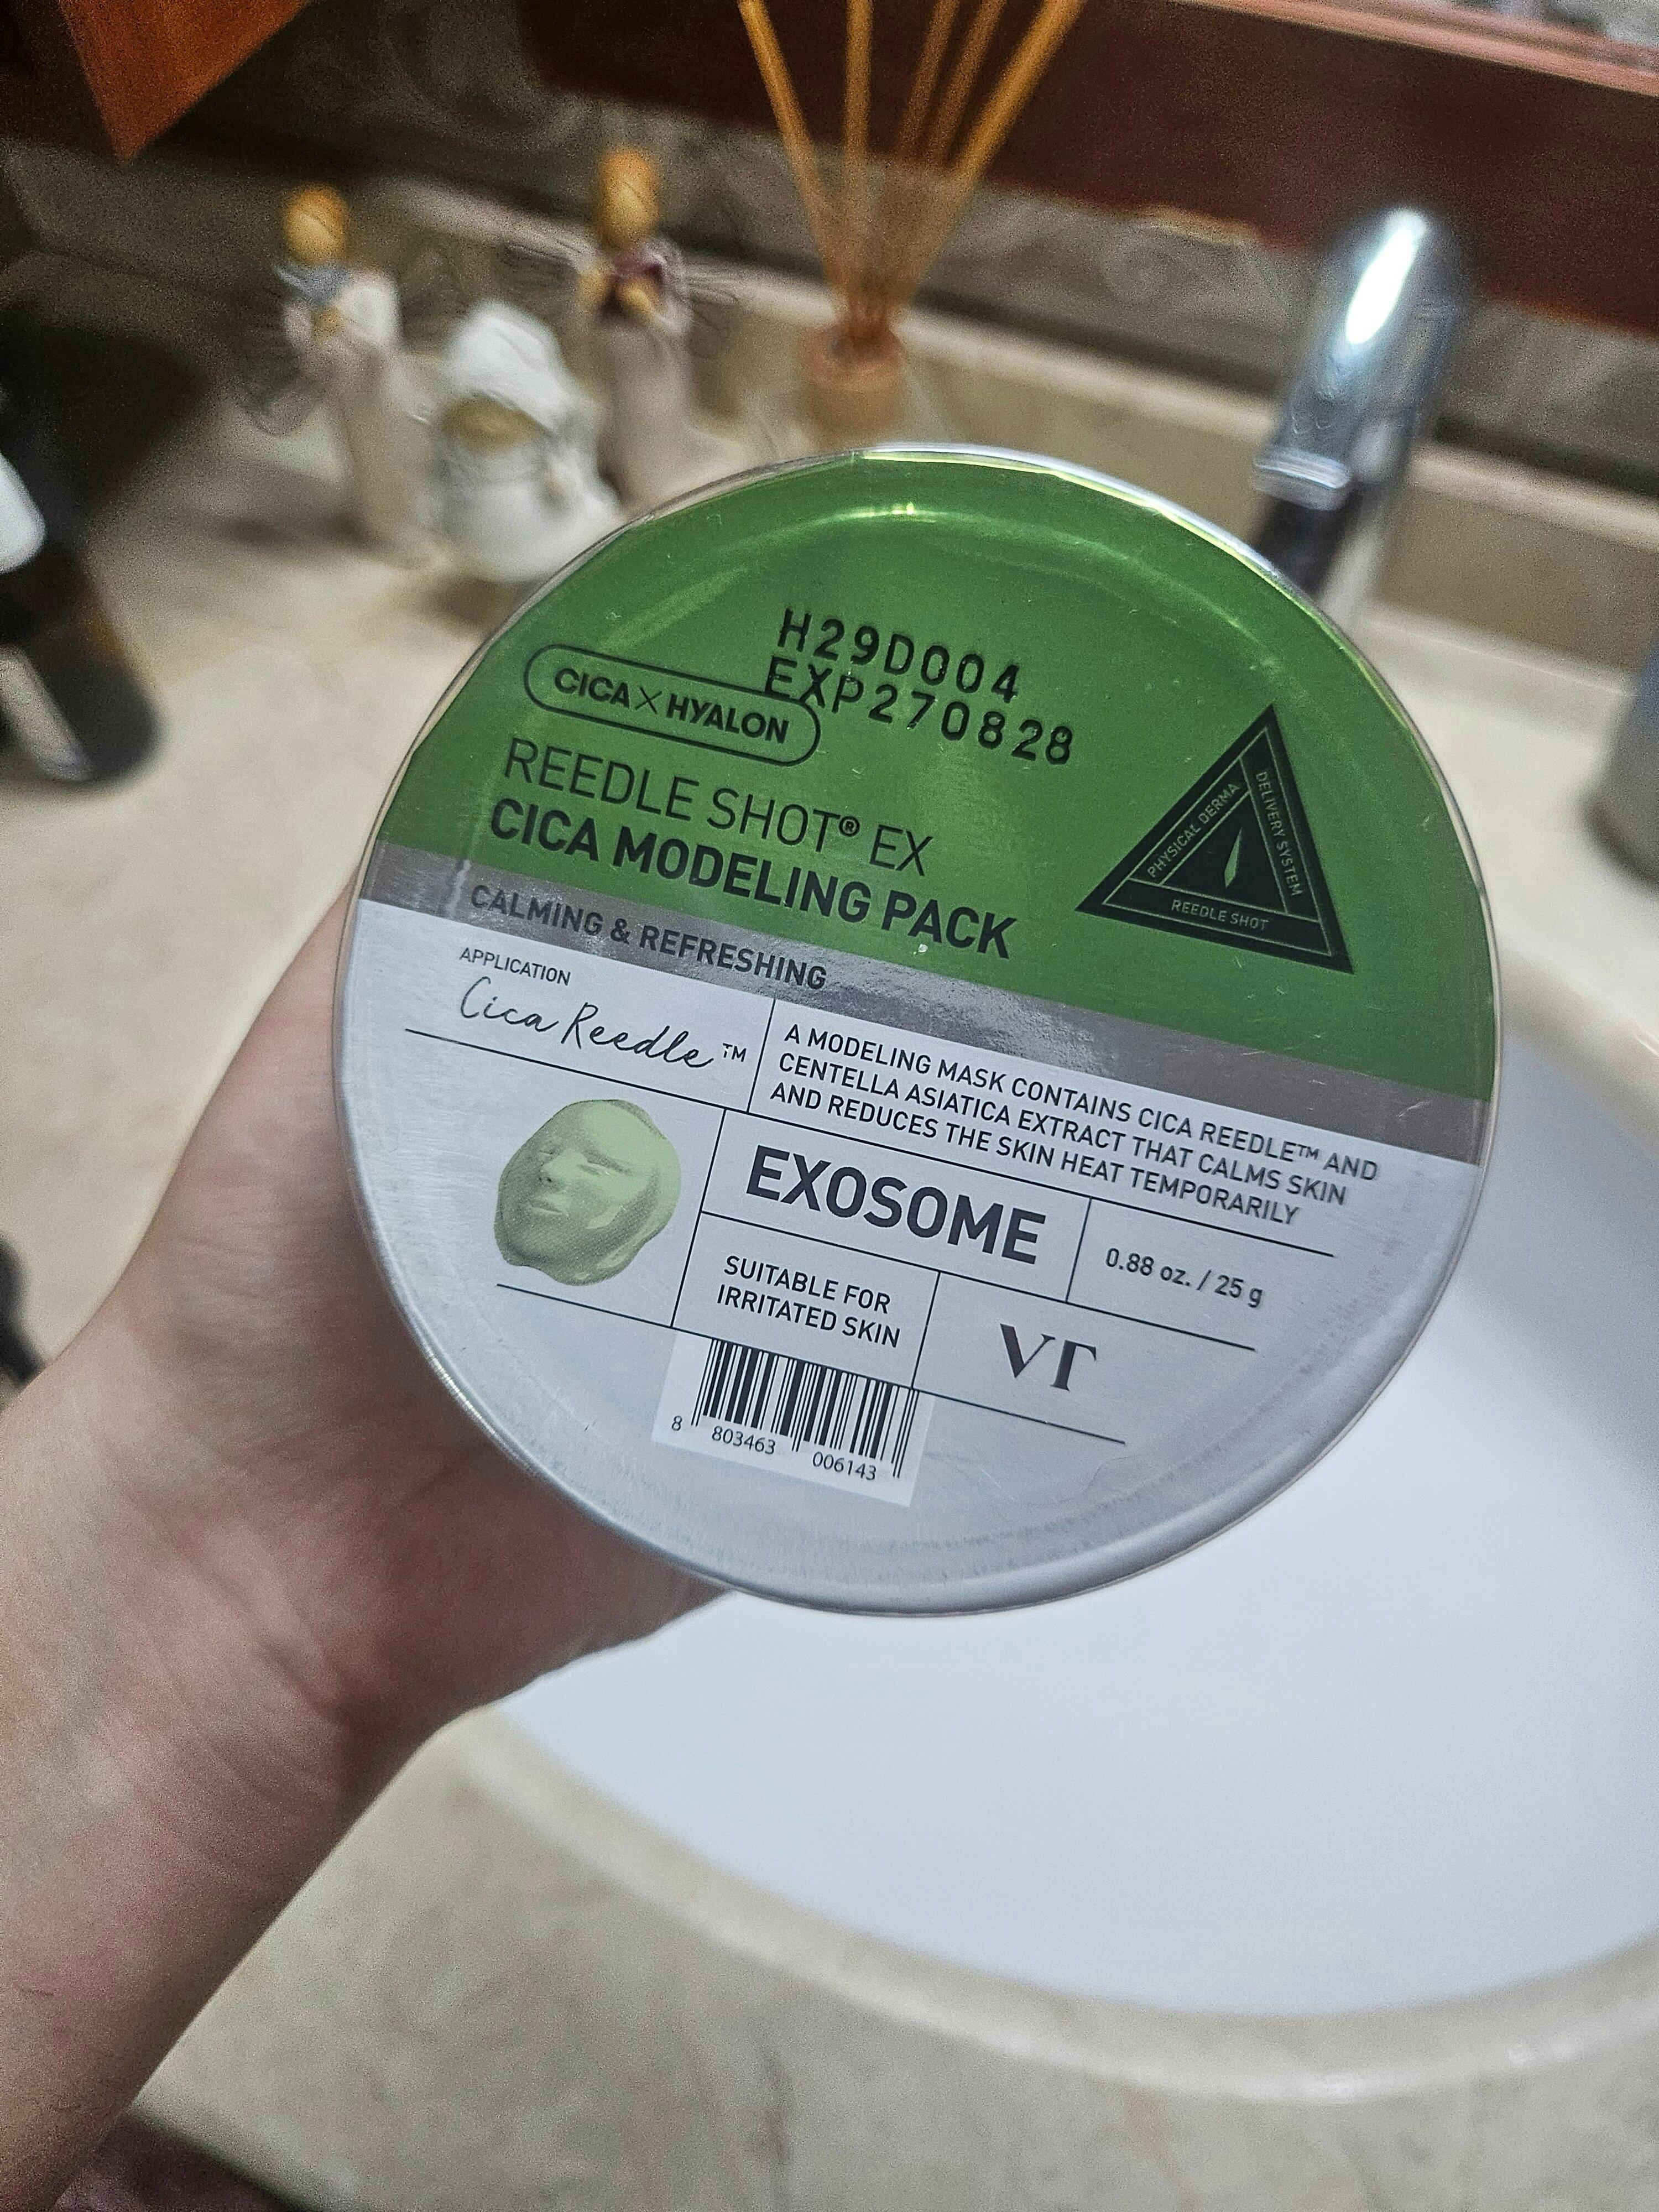 H29D004
EXP270828
CICA X HYALON
REEDLE SHOT® EX
CICA MODELING PACK
PHYSICAL DERMA
DELIVERY SYSTEM
REEDLE SHOT
CALMING & REFRESHING
APPLICATION
Cica Reedle™
A MODELING MASK CONTAINS CICA REEDLE™ AND
CENTELLA ASIATICA EXTRACT THAT CALMS SKIN
AND REDUCES THE SKIN HEAT TEMPORARILY
EXOSOME
0.88 oz. / 25 g
SUITABLE FOR
IRRITATED SKIN
VT
8 803463 006143